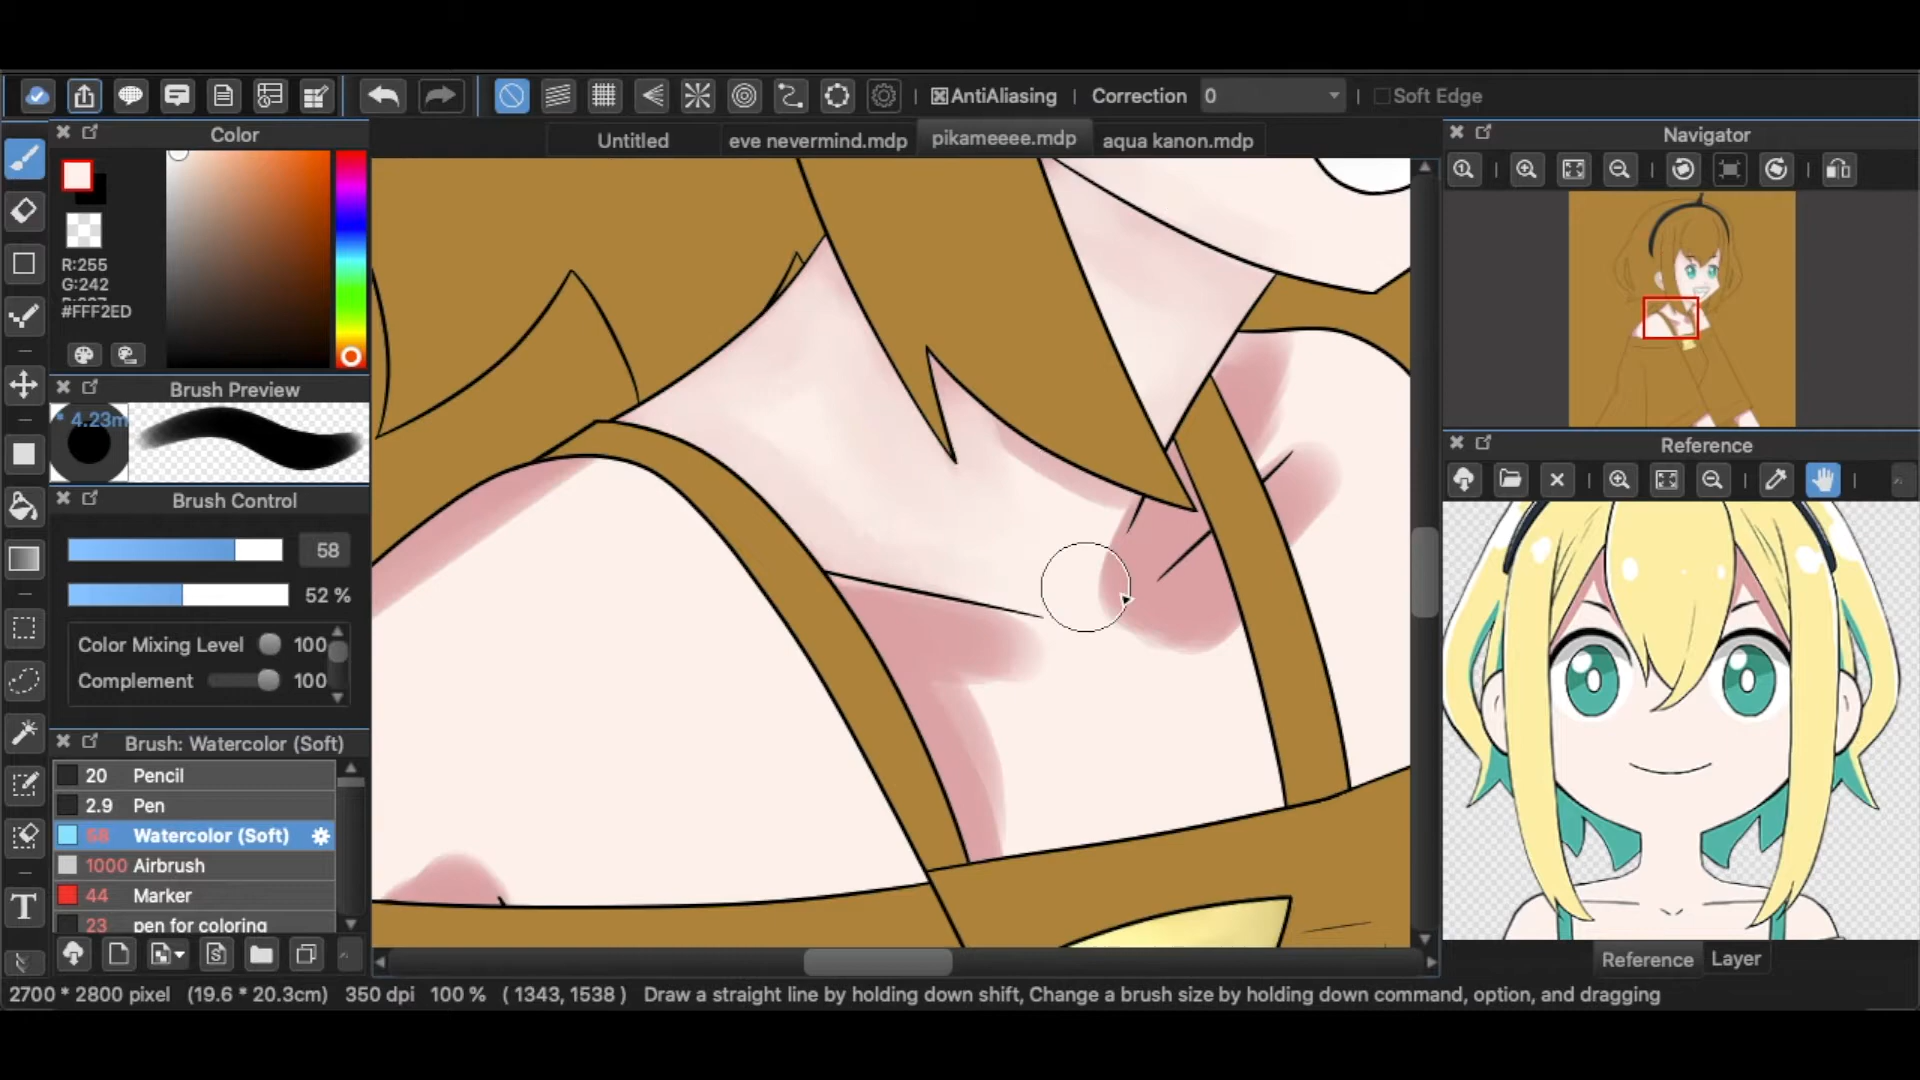 AntiAliasing | Correction 0 | Soft Edge
Color
Untitled
eve nevermind.mdp
pikameeee.mdp
aqua kanon.mdp
Navigator
R:255
G:242
#FFF2ED
Brush Preview
* 4.23m
Brush Control
58
52 %
Color Mixing Level 100
Complement 100
Reference
Brush: Watercolor (Soft)
20 Pencil
2.9 Pen
58 Watercolor (Soft)
1000 Airbrush
44 Marker
23 pen for coloring
T
Reference
Layer
2700 * 2800 pixel (19.6 * 20.3cm) 350 dpi 100 % ( 1343, 1538 ) Draw a straight line by holding down shift, Change a brush size by holding down command, option, and dragging